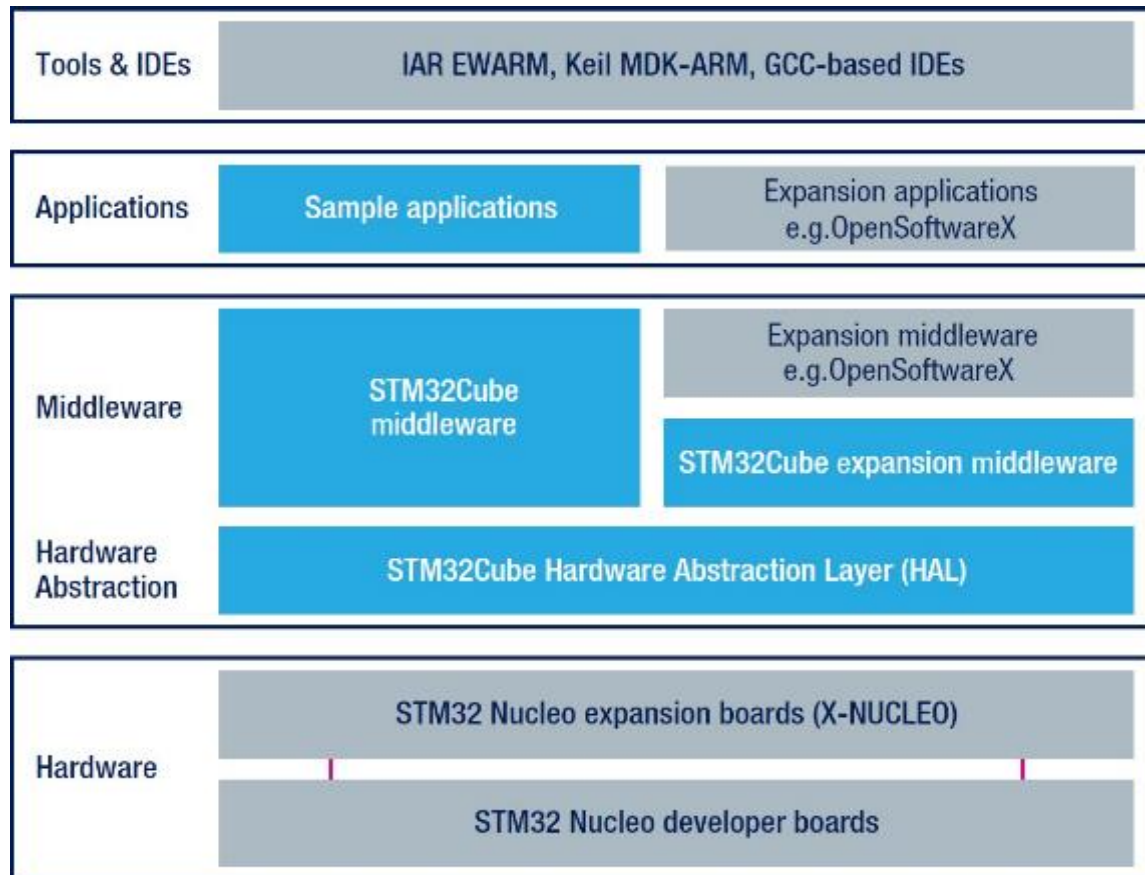 Tools & IDEs
IAR EWARM, Keil MDK-ARM, GCC-based IDEs
Applications
Sample applications
Expansion applications
e.g.OpenSoftwareX
Middleware
STM32Cube
middleware
Expansion middleware
e.g.OpenSoftwareX
STM32Cube expansion middleware
Hardware
Abstraction
STM32Cube Hardware Abstraction Layer (HAL)
Hardware
STM32 Nucleo expansion boards (X-NUCLEO)
STM32 Nucleo developer boards